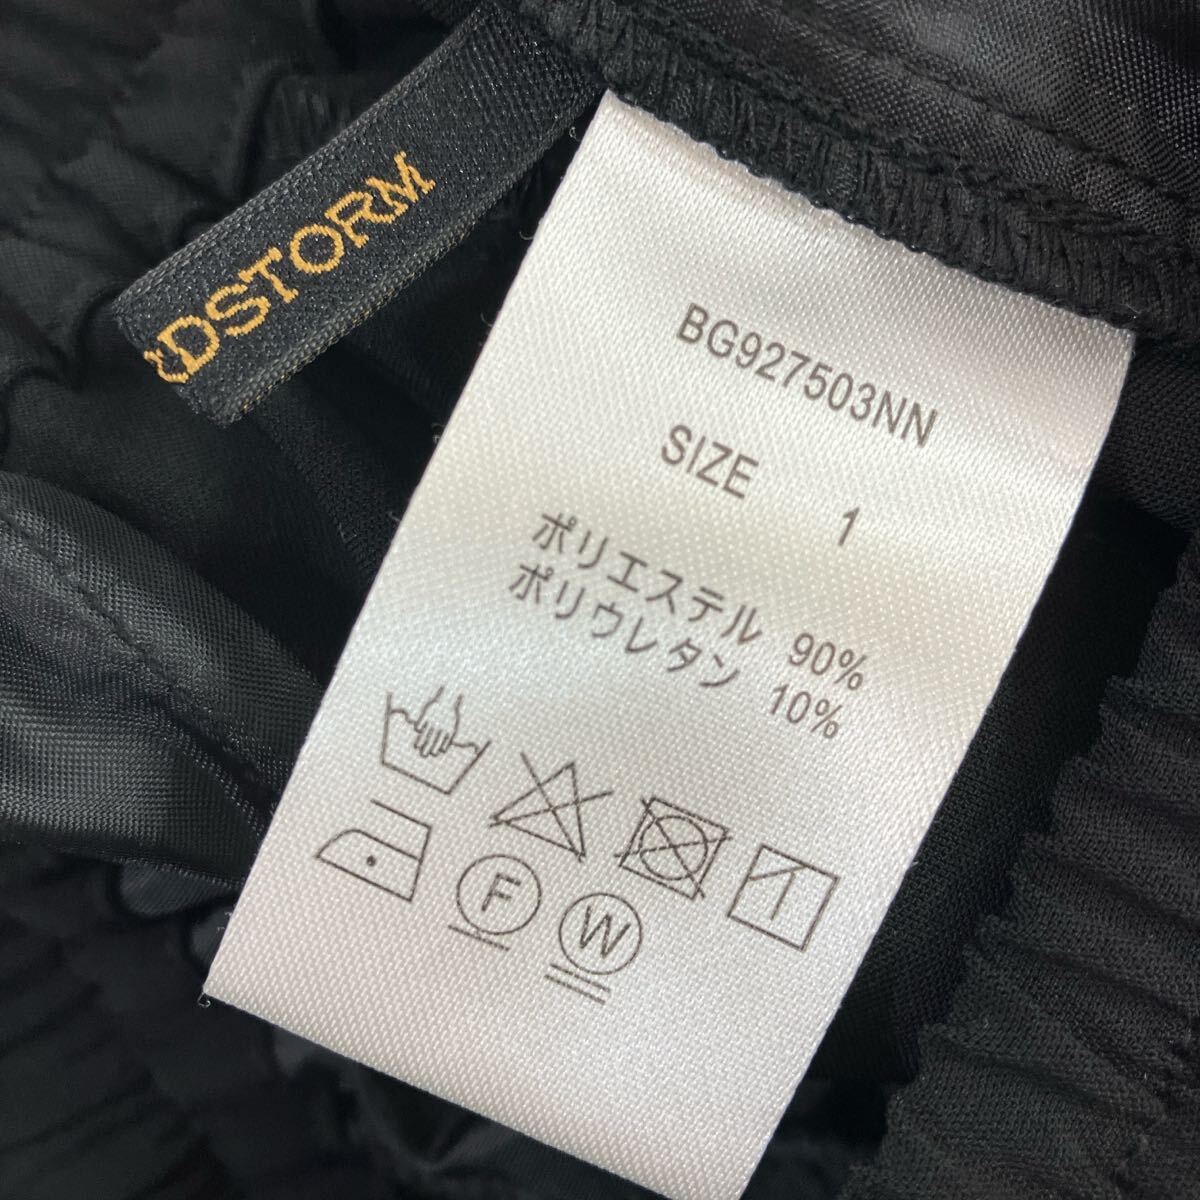 DSTORM
BG927503NN
SIZE 1
ポリエステル 90%
ポリウレタン 10%
F
W